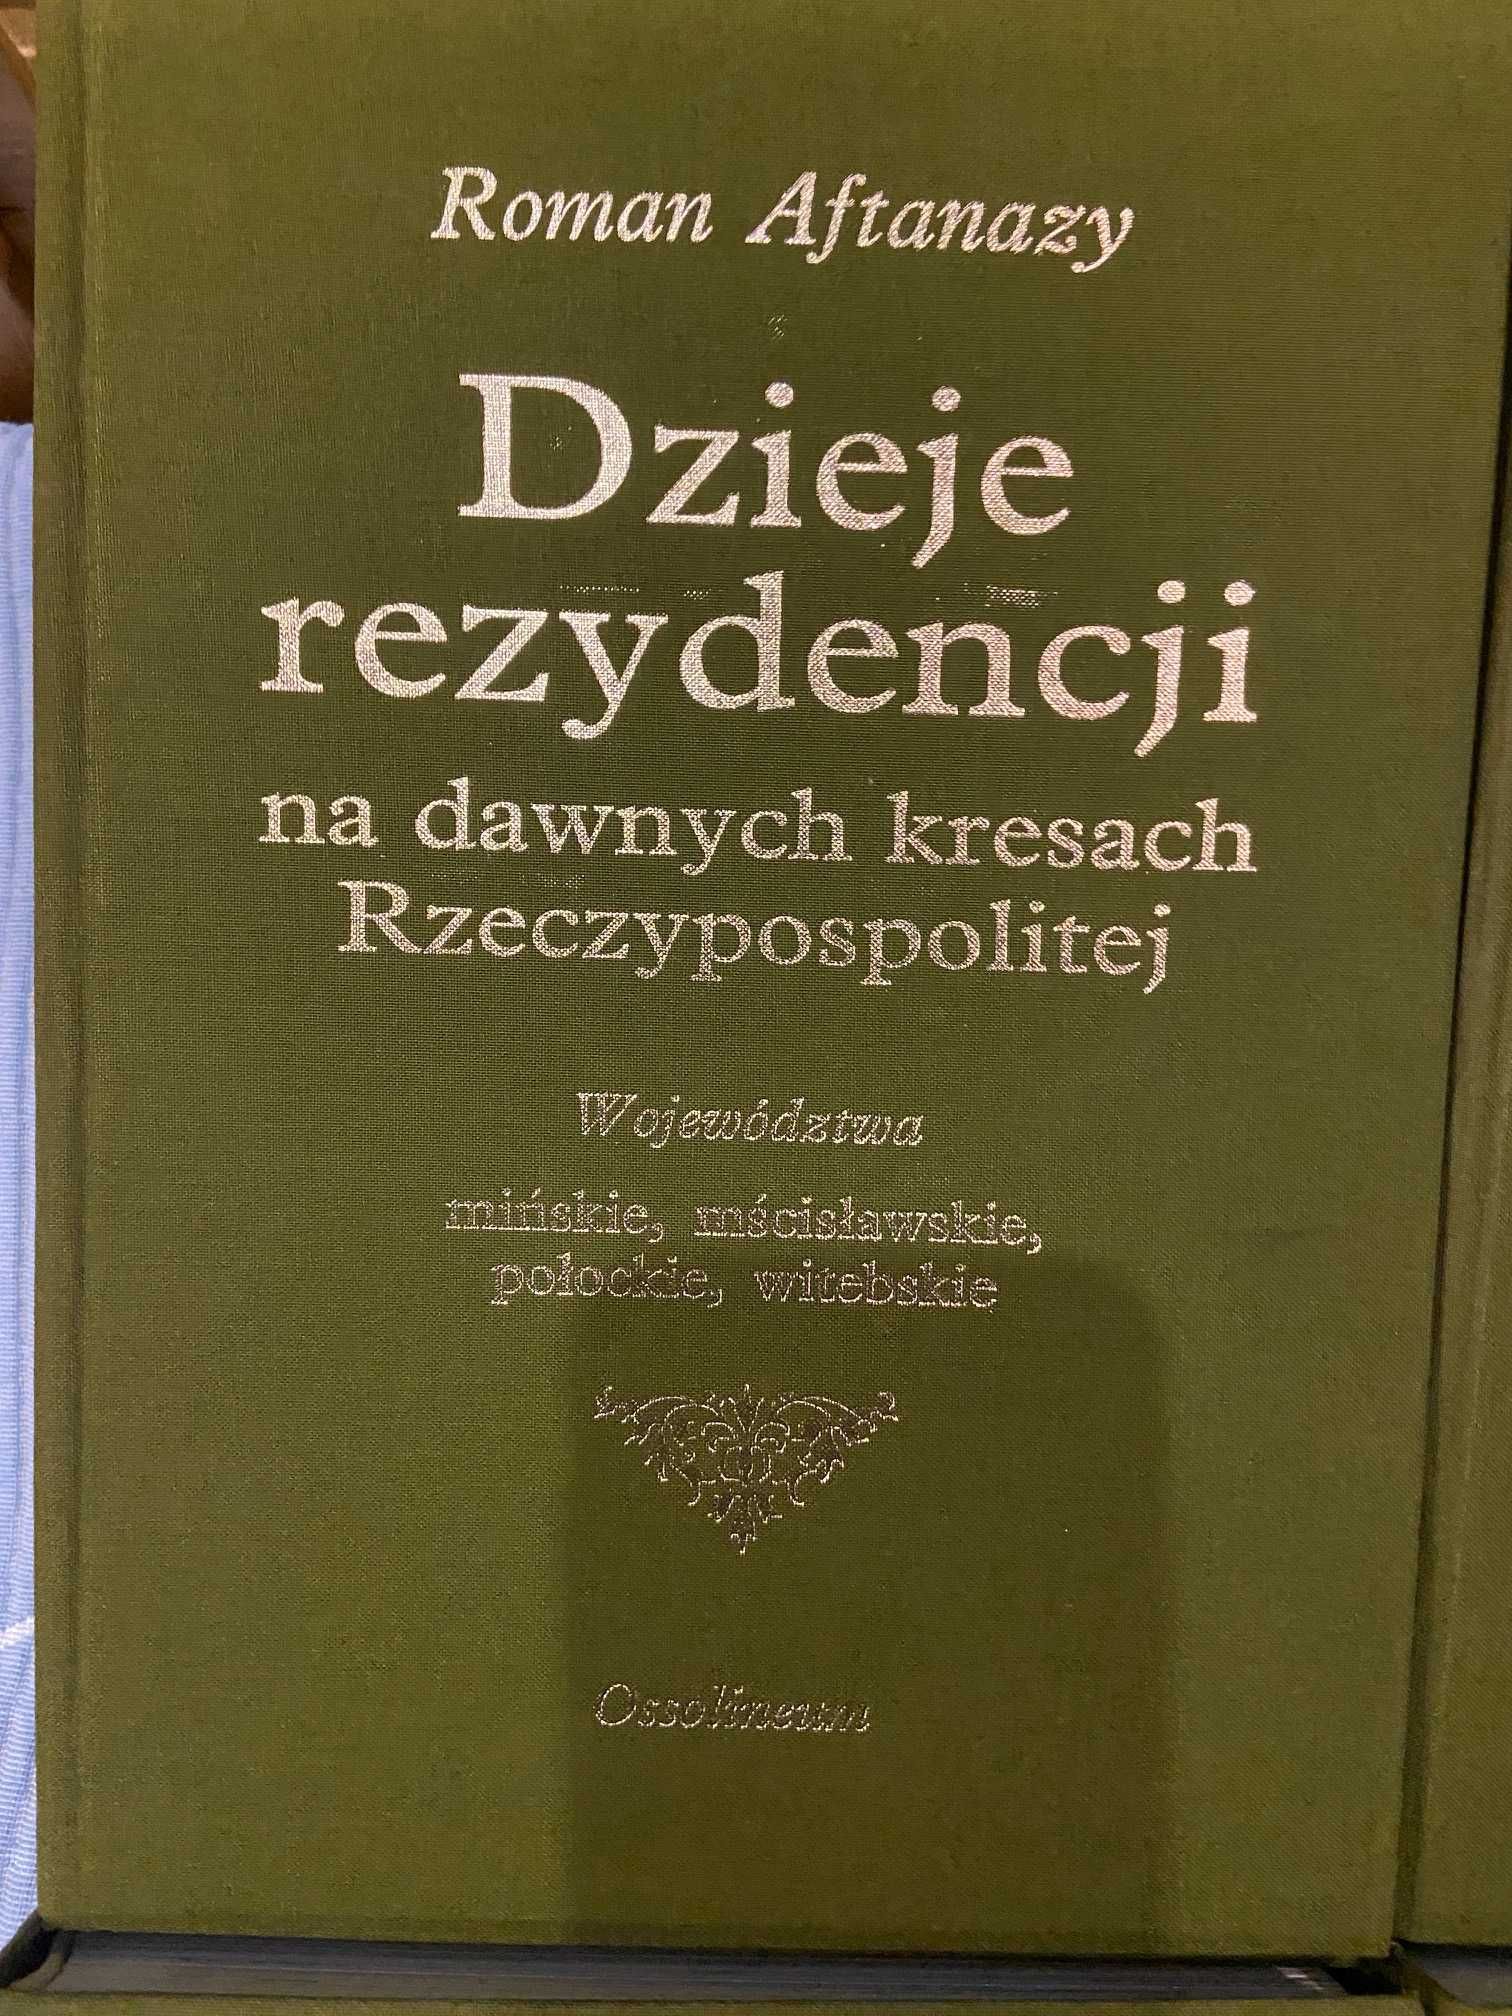 Roman Aftanazy
Dzieje
rezydencji
na dawnych kresach
Rzeczypospolitej
Województwa
mińskie, mścisławskie,
połockie, witebskie
Ossolineum